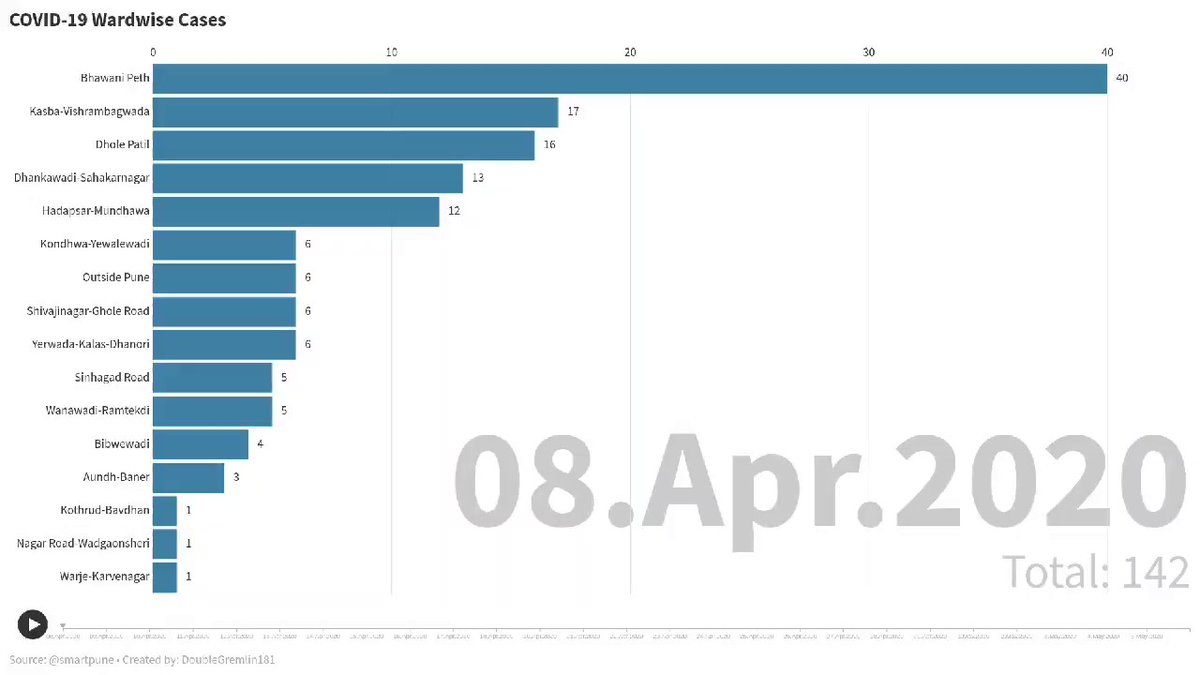 COVID-19 Wardwise Cases
0 10 20 30 40
Bhawani Peth 40
Kasba-Vishrambagwada 17
Dhole Patil 16
Dhankawadi-Sahakarnagar 13
Hadapsar-Mundhawa 12
Kondhwa-Yewalewadi 6
Outside Pune 6
Shivajinagar-Ghole Road 6
Yerwada-Kalas-Dhanori 6
Sinhagad Road 5
Wanawadi-Ramtekdi 5
Bibwewadi 4
Aundh-Baner 3
Kothrud-Bavdhan 1
Nagar Road-Wadgaonsheri 1
Warje-Karvenagar 1
08.Apr.2020
Total: 142
Source: @smartpune • Created by: DoubleGremlin181